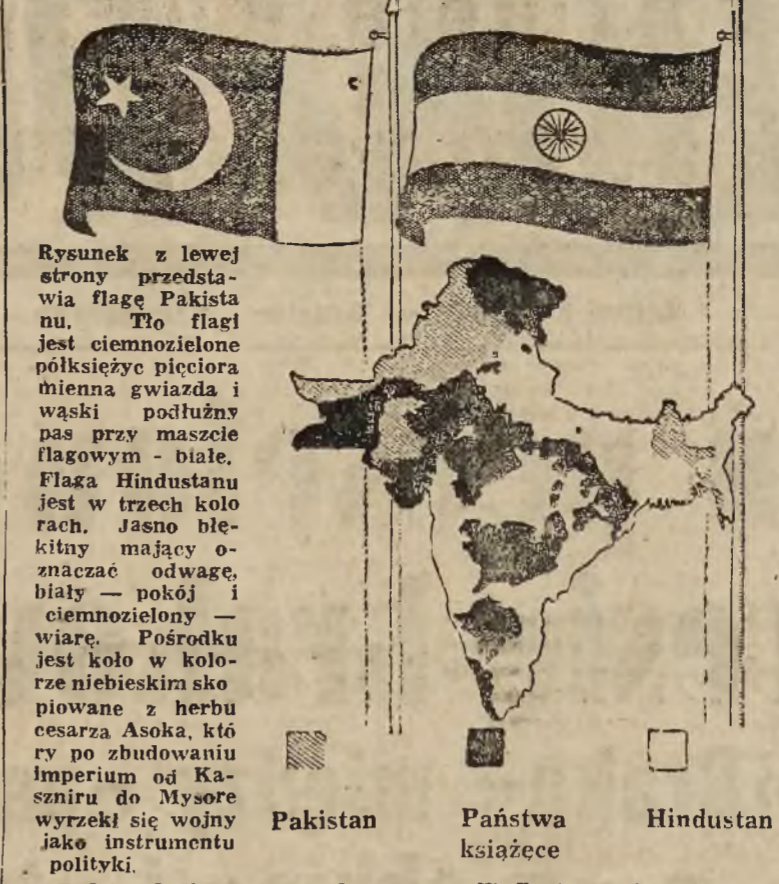 Rysunek z lewej
strony przedsta-
wia flagę Pakista
nu. Tło flagi
jest ciemnozielone
półksiężyc pięciora
mienna gwiazda i
wąski podłużny
pas przy maszcie
flagowym - białe.
Flaga Hindustanu
jest w trzech kolo
rach. Jasno błę-
kitny mający o-
znaczać odwagę,
biały — pokój i
ciemnozielony —
wiarę. Pośrodku
jest koło w kolo-
rze niebieskim sko
piowane z herbu
cesarza Asoka, któ
ry po zbudowaniu
imperium od Ka-
szniru do Mysore
wyrzekł się wojny
jako instrumentu
polityki.
Pakistan
Państwa
książęce
Hindustan